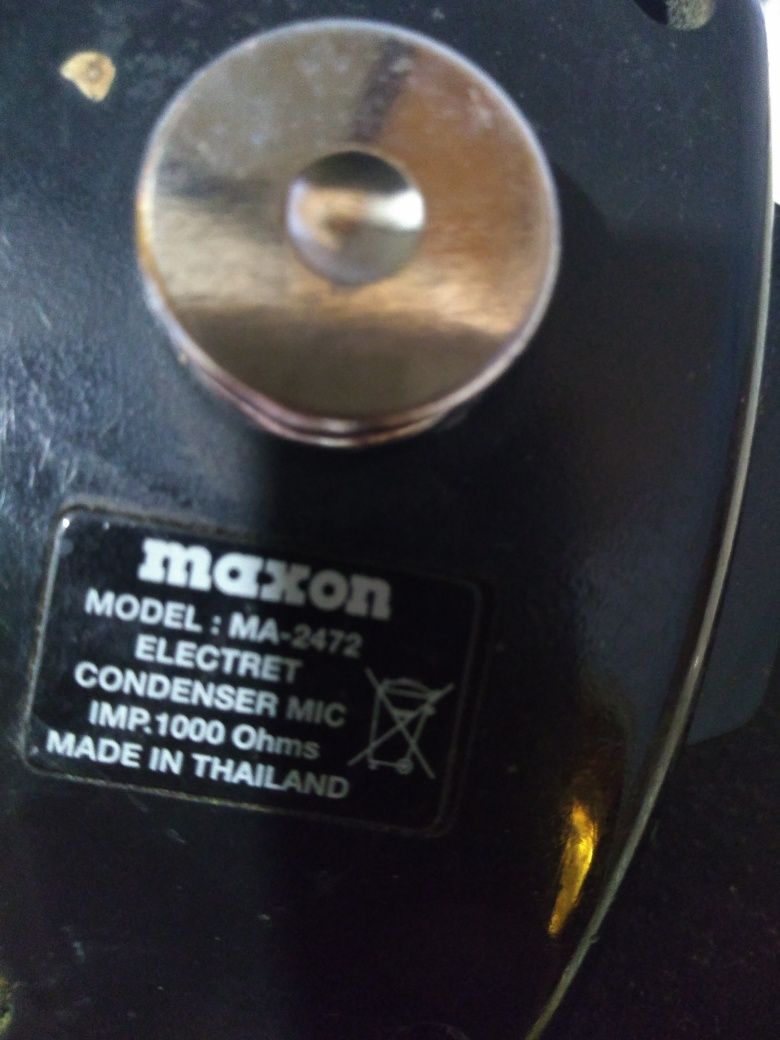 maxon
MODEL : MA-2472
ELECTRET
CONDENSER MIC
IMP.1000 Ohms
MADE IN THAILAND